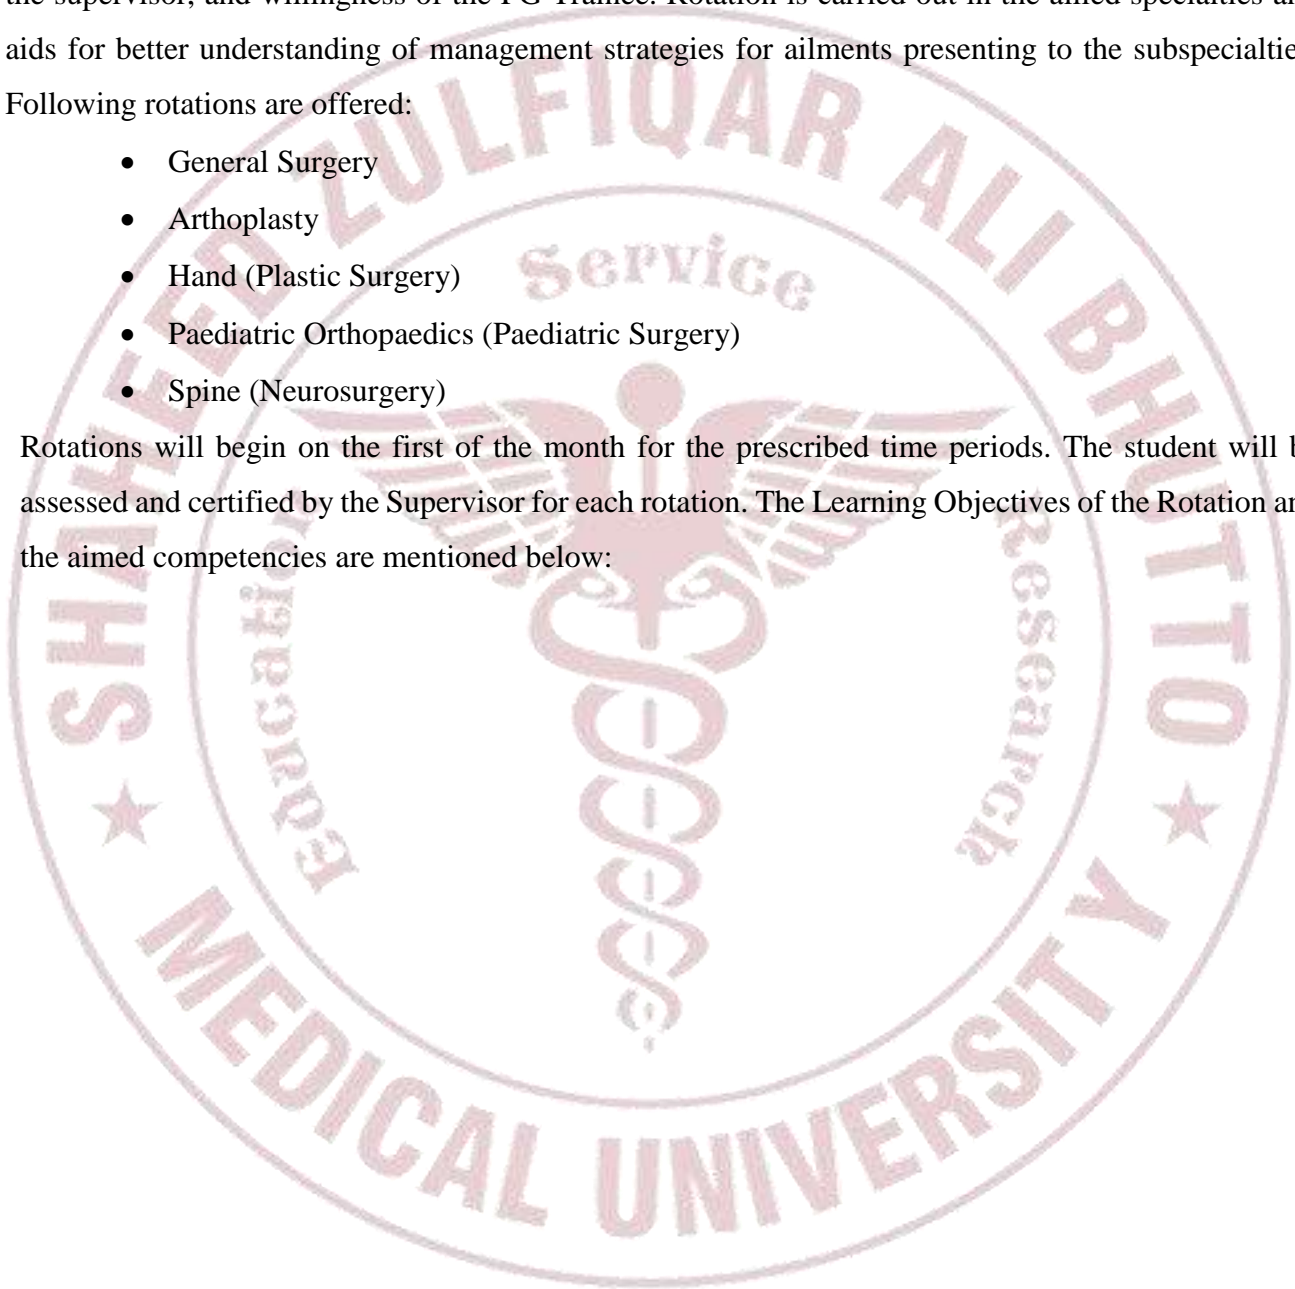 the supervisor, and willingness of the PG Trainee. Rotation is carried out in the allied specialties
aids for better understanding of management strategies for ailments presenting to the
Following rotations are offered:
• General Surgery
• Arthoplasty
• Hand (Plastic Surgery)
• Paediatric Orthopaedics (Paediatric Surgery)
• Spine (Neurosurgery)
Rotations will begin on the first of the month for the prescribed time periods. The student will
assessed and certified by the Supervisor for each rotation. The Learning Objectives of the Rotation
the aimed competencies are mentioned below:
SHAHEED ZULFIQAR ALI BHUTTO
MEDICAL UNIVERSITY
Service
Education
Research